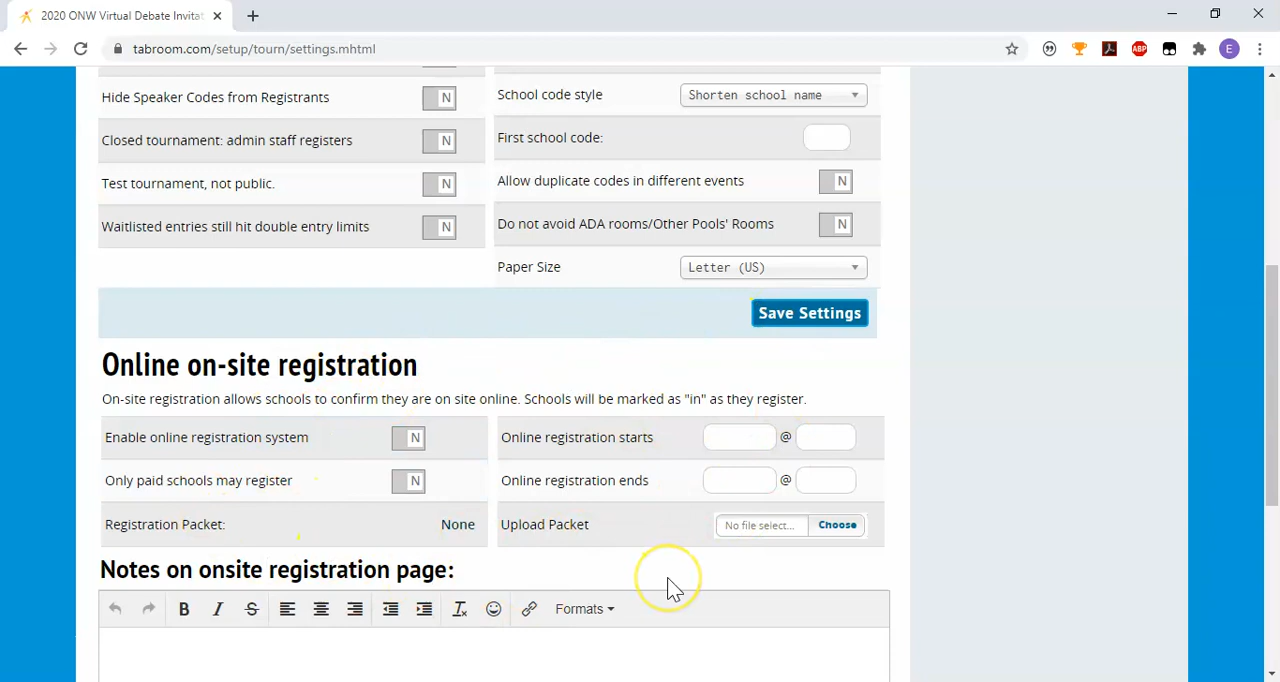 2020 ONW Virtual Debate Invitat
tabroom.com/setup/tourn/settings.mhtml
ABP
E
Hide Speaker Codes from Registrants N
Closed tournament: admin staff registers N
Test tournament, not public. N
Waitlisted entries still hit double entry limits N
School code style Shorten school name
First school code:
Allow duplicate codes in different events N
Do not avoid ADA rooms/Other Pools' Rooms N
Paper Size Letter (US)
Save Settings
Online on-site registration
On-site registration allows schools to confirm they are on site online. Schools will be marked as "in" as they register.
Enable online registration system N
Only paid schools may register N
Registration Packet: None
Online registration starts @
Online registration ends @
Upload Packet No file select... Choose
Notes on onsite registration page:
B I S Formats